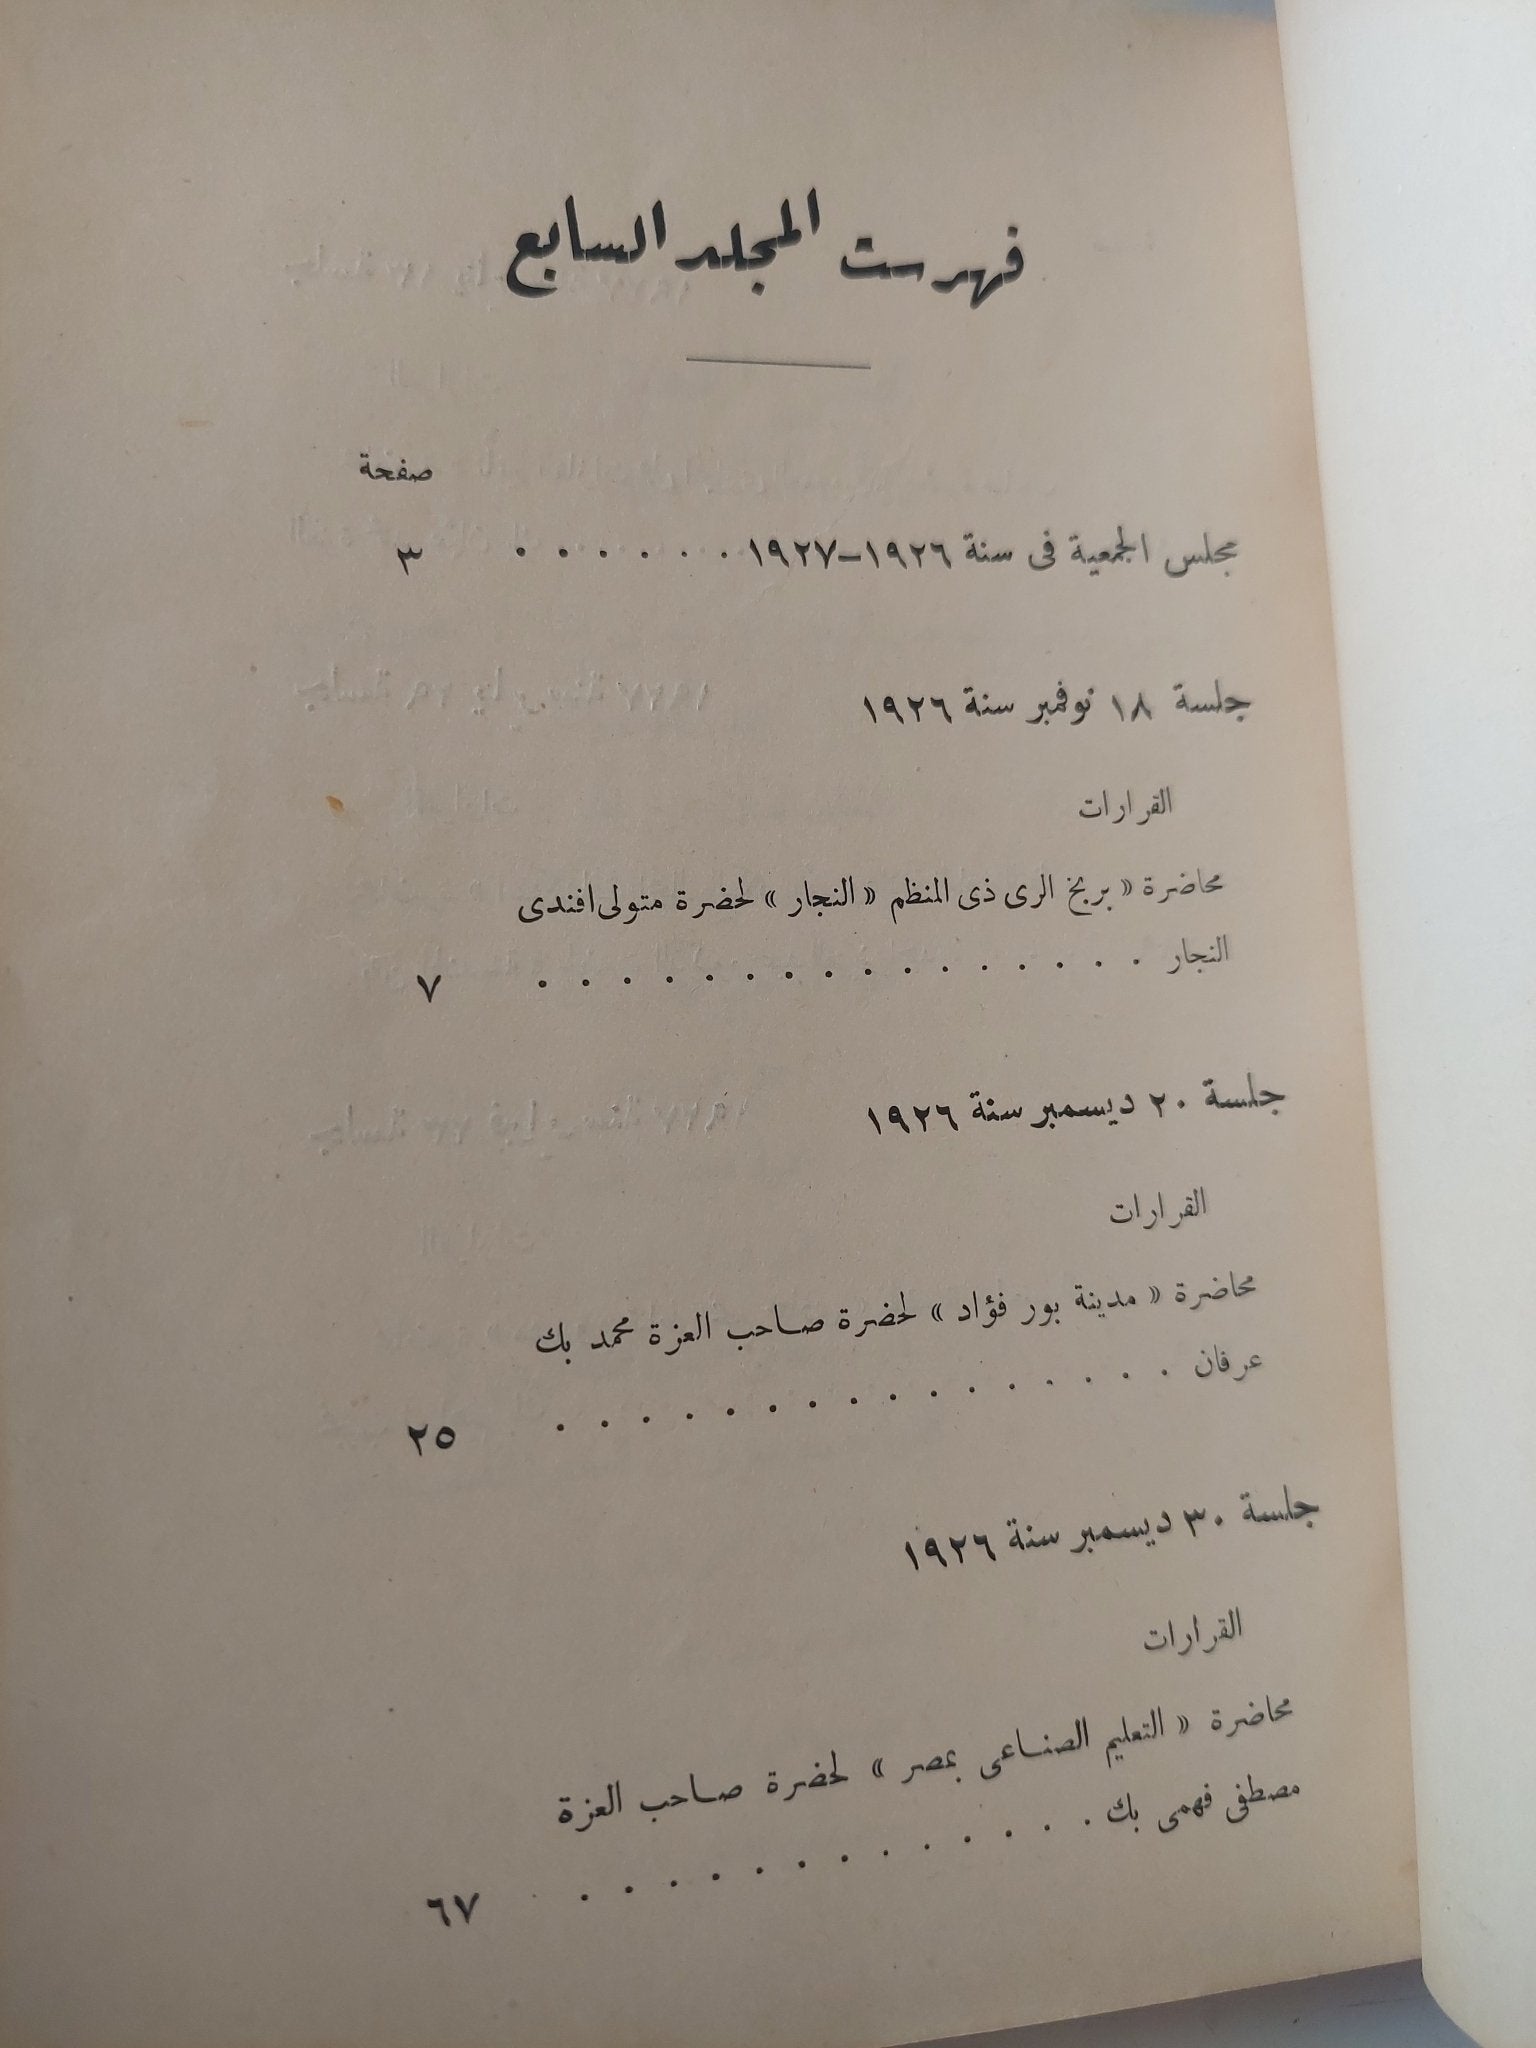 فهرست المجلد السابع
صفحة
مجلس الجمعية فى سنة ١٩٢٦–١٩٢٧ . . . . . . . ٣
جلسة ١٨ نوفمبر سنة ١٩٢٦
القرارات
محاضرة « بربخ الرى ذى المنظم « النجار » لحضرة متولى افندى
النجار . . . . . . . . . . . . . . . . ٧
جلسة ٢٠ ديسمبر سنة ١٩٢٦
القرارات
محاضرة « مدينة بور فؤاد » لحضرة صاحب العزة محمد بك
عرفان . . . . . . . . . . . . . . . . ٢٥
جلسة ٣٠ ديسمبر سنة ١٩٢٦
القرارات
محاضرة « التعليم الصناعى بمصر » لحضرة صاحب العزة
مصطفى فهمى بك . . . . . . . . . . . . . ٦٧